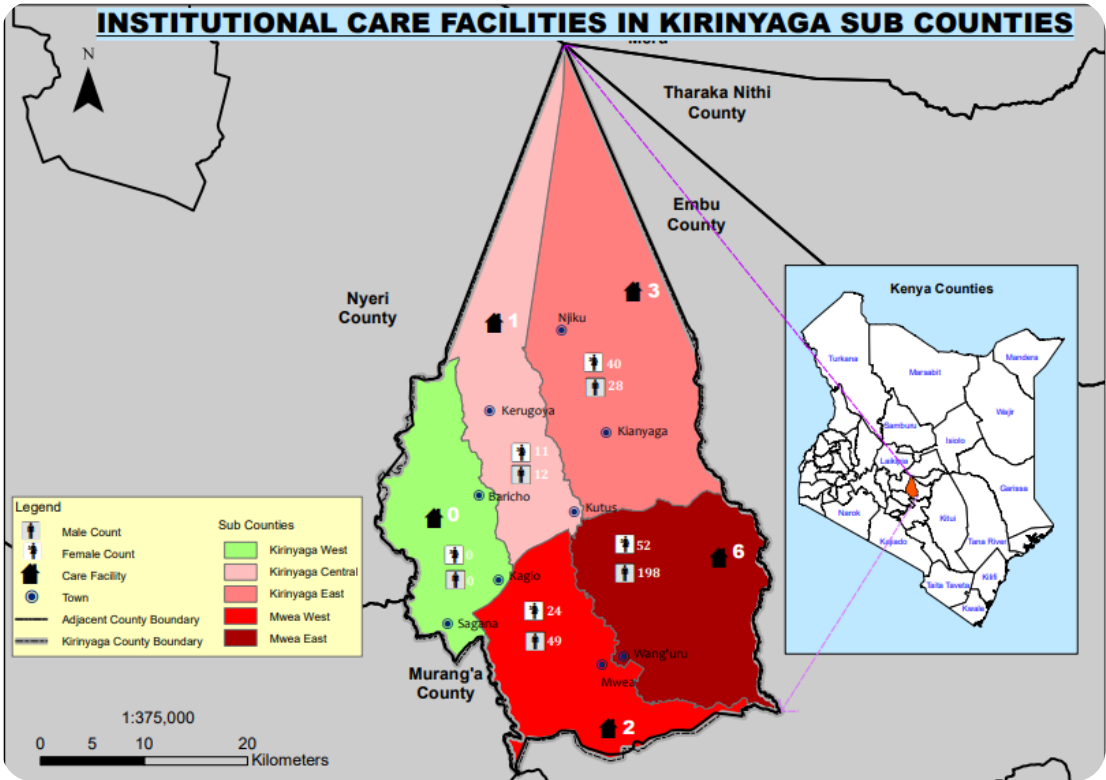 INSTITUTIONAL CARE FACILITIES IN KIRINYAGA SUB COUNTIES
N
Meru
Tharaka Nithi
County
Embu
County
Nyeri
County
3
1
Njiku
40
28
Kerugoya
Kianyaga
11
12
Baricho
Kutus
0
0
0
Kagio
52
198
6
24
49
Sagana
Wang'uru
Mwea
2
Murang'a
County
Kenya Counties
Turkana
Mandera
Marsabit
Wajir
Samburu
Isiolo
Laikipia
Garissa
Narok
Kitui
Kajiado
Tana River
Taita Taveta
Kilifi
Kwale
Legend
Male Count
Female Count
Care Facility
Town
Adjacent County Boundary
Kirinyaga County Boundary
Sub Counties
Kirinyaga West
Kirinyaga Central
Kirinyaga East
Mwea West
Mwea East
1:375,000
0 5 10 20
Kilometers